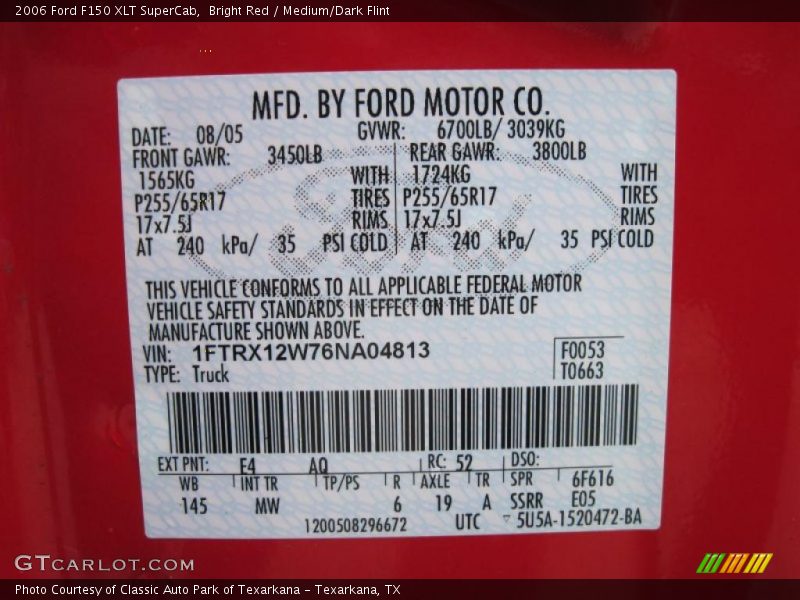 2006 Ford F150 XLT SuperCab, Bright Red / Medium/Dark Flint
MFD. BY FORD MOTOR CO.
DATE: 08/05 GVWR: 6700LB/ 3039KG
FRONT GAWR: 3450LB REAR GAWR: 3800LB
1565KG WITH 1724KG WITH
P255/65R17 TIRES P255/65R17 TIRES
17x7.5J RIMS 17x7.5J RIMS
AT 240 kPa/ 35 PSI COLD AT 240 kPa/ 35 PSI COLD
THIS VEHICLE CONFORMS TO ALL APPLICABLE FEDERAL MOTOR
VEHICLE SAFETY STANDARDS IN EFFECT ON THE DATE OF
MANUFACTURE SHOWN ABOVE.
VIN: 1FTRX12W76NA04813 F0053
TYPE: Truck T0663
EXT PNT: E4 AQ RC: 52 DSO:
WB INT TR TP/PS R AXLE TR SPR 6F616
145 MW 6 19 A SSRR E05
1200508296672 UTC 5U5A-1520472-BA
GTCARLOT.COM
Photo Courtesy of Classic Auto Park of Texarkana - Texarkana, TX